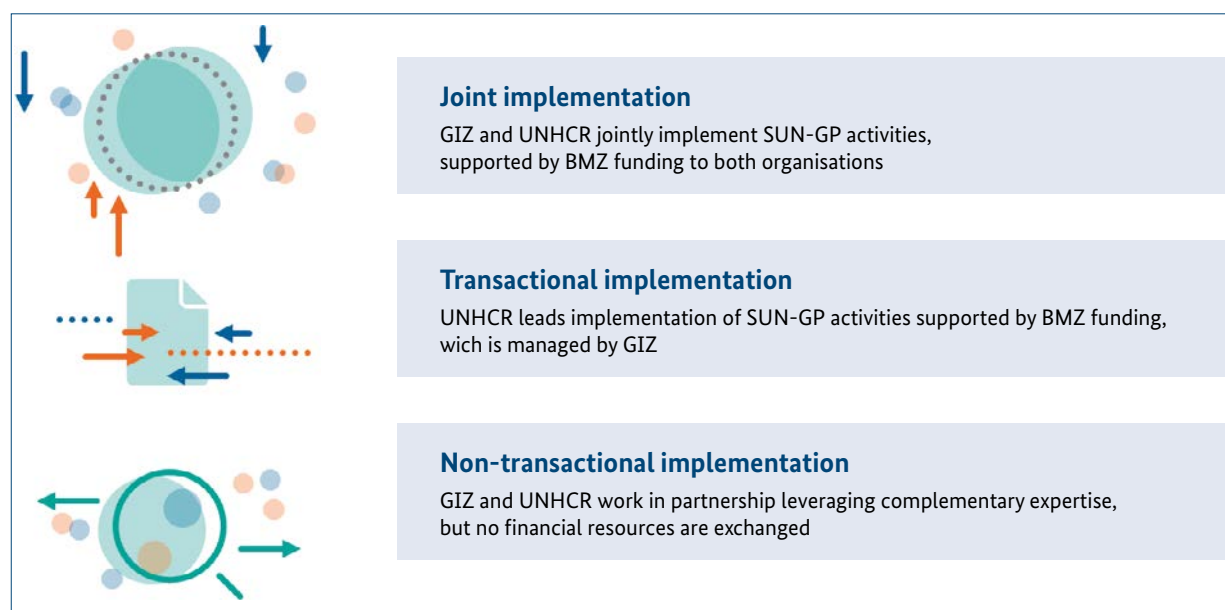 Joint implementation
GIZ and UNHCR jointly implement SUN-GP activities,
supported by BMZ funding to both organisations
Transactional implementation
UNHCR leads implementation of SUN-GP activities supported by BMZ funding,
wich is managed by GIZ
Non-transactional implementation
GIZ and UNHCR work in partnership leveraging complementary expertise,
but no financial resources are exchanged